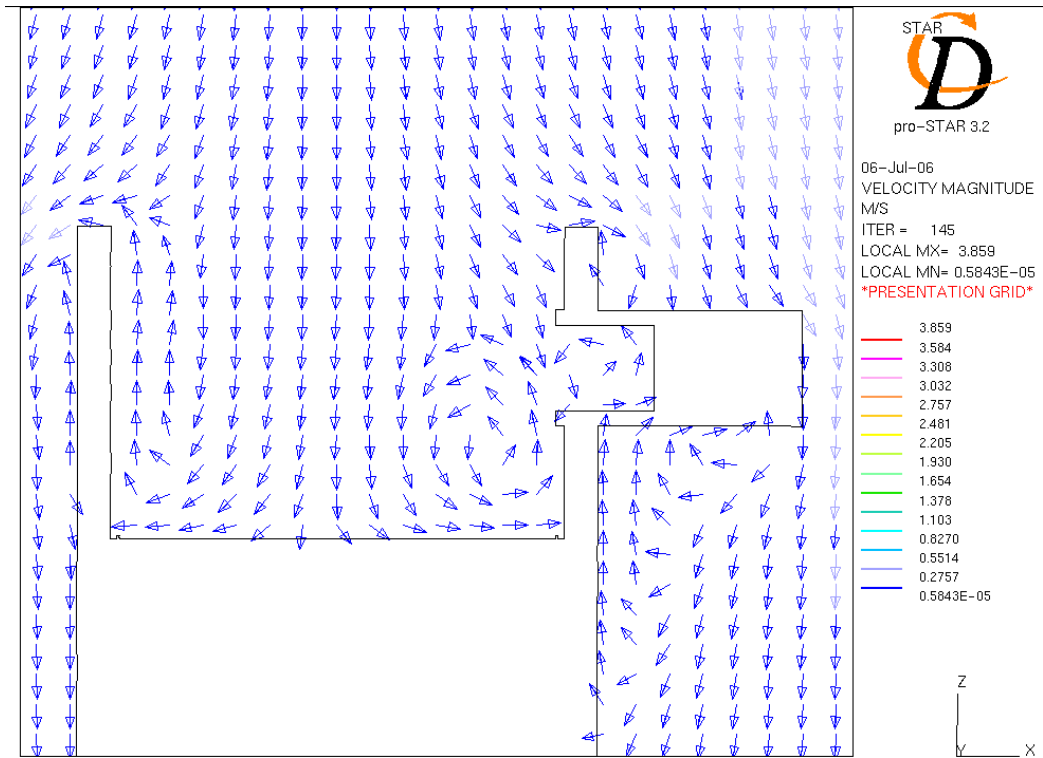 STAR
D
pro-STAR 3.2
06-Jul-06
VELOCITY MAGNITUDE
M/S
ITER = 145
LOCAL MX= 3.859
LOCAL MN= 0.5843E-05
*PRESENTATION GRID*
3.859
3.584
3.308
3.032
2.757
2.481
2.205
1.930
1.654
1.378
1.103
0.8270
0.5514
0.2757
0.5843E-05
Z
Y
X